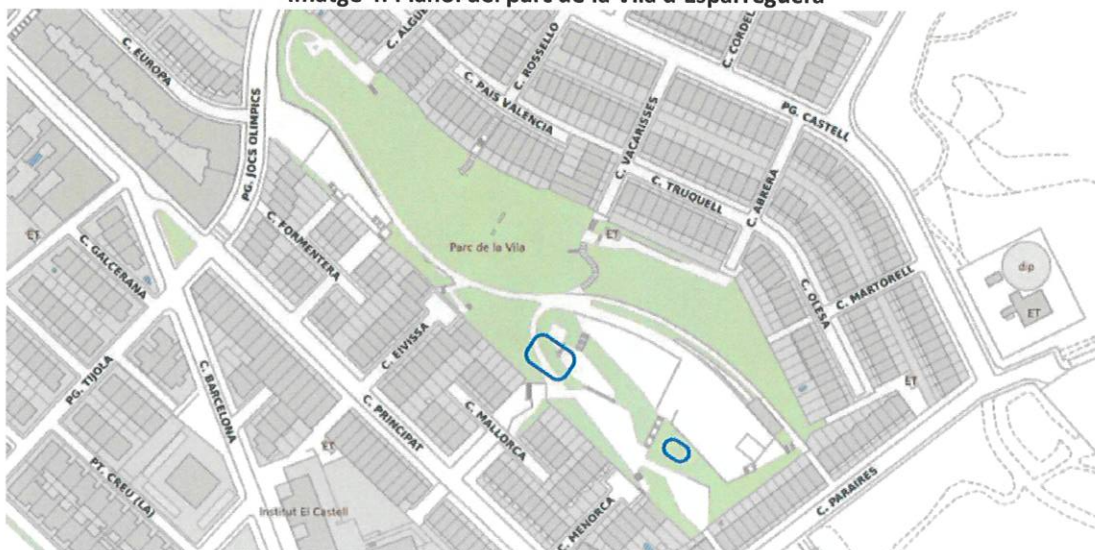 Imatge 4. Plànol del parc de la Vila d'Esparreguera
C. EUROPA
PG. JOCS OLIMPICS
C. ROSSELLO
C. PAIS VALENCIA
C. VACARISSES
PG. CASTELL
C. TRUQUELL
C. ABRERA
C. GALCERANA
ET
C. FORMENTERA
Parc de la Vila
ET
C. MARTORELL
C. OLESA
dip
ET
C. EIVISSA
PG. TIJOLA
C. BARCELONA
C. PRINCIPAT
C. MALLORCA
ET
ET
PT. CREU (LA)
Institut El Castell
C. MENORCA
C. PARAIRES